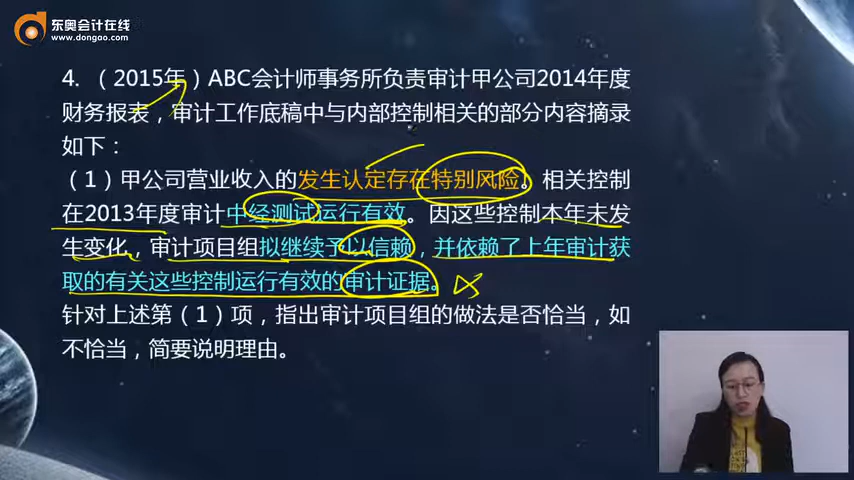 东奥会计在线
www.dongao.com
4. （2015年）ABC会计师事务所负责审计甲公司2014年度
财务报表，审计工作底稿中与内部控制相关的部分内容摘录
如下：
（1）甲公司营业收入的发生认定存在特别风险。相关控制
在2013年度审计中经测试运行有效。因这些控制本年未发
生变化，审计项目组拟继续予以信赖，并依赖了上年审计获
取的有关这些控制运行有效的审计证据。
针对上述第（1）项，指出审计项目组的做法是否恰当，如
不恰当，简要说明理由。